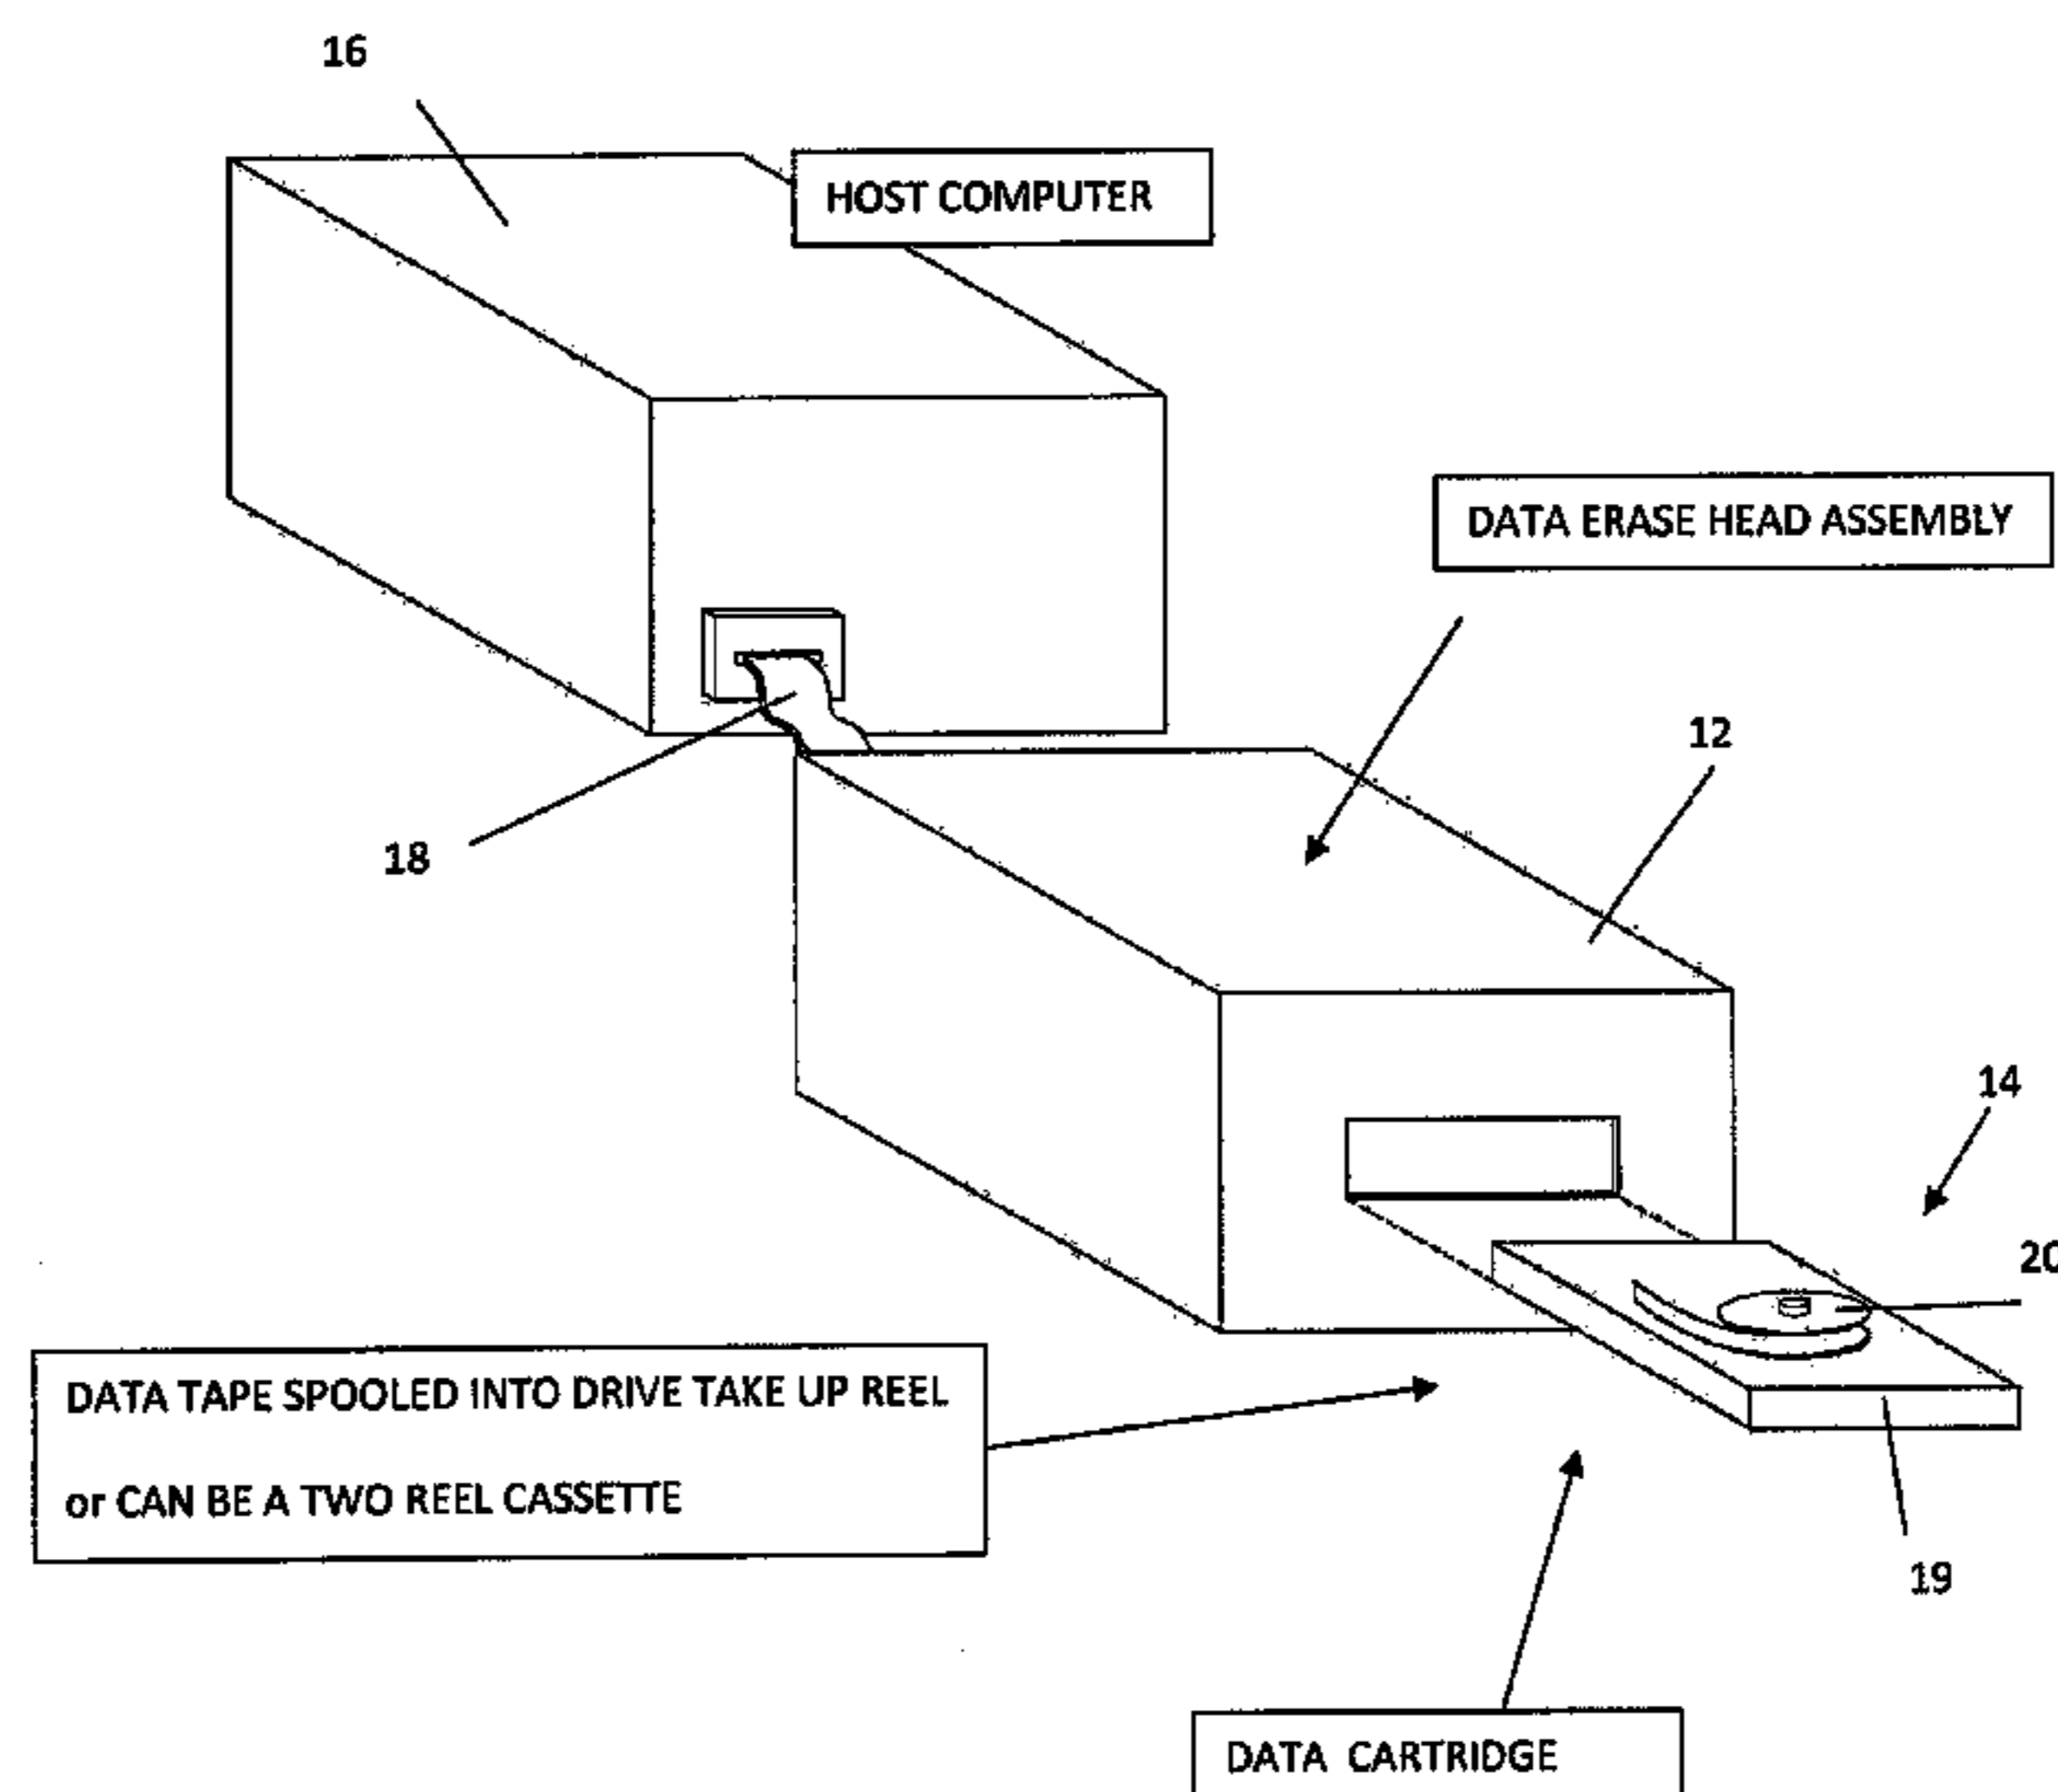 16
HOST COMPUTER
DATA ERASE HEAD ASSEMBLY
12
18
14
20
DATA TAPE SPOOLED INTO DRIVE TAKE UP REEL
or CAN BE A TWO REEL CASSETTE
19
DATA CARTRIDGE